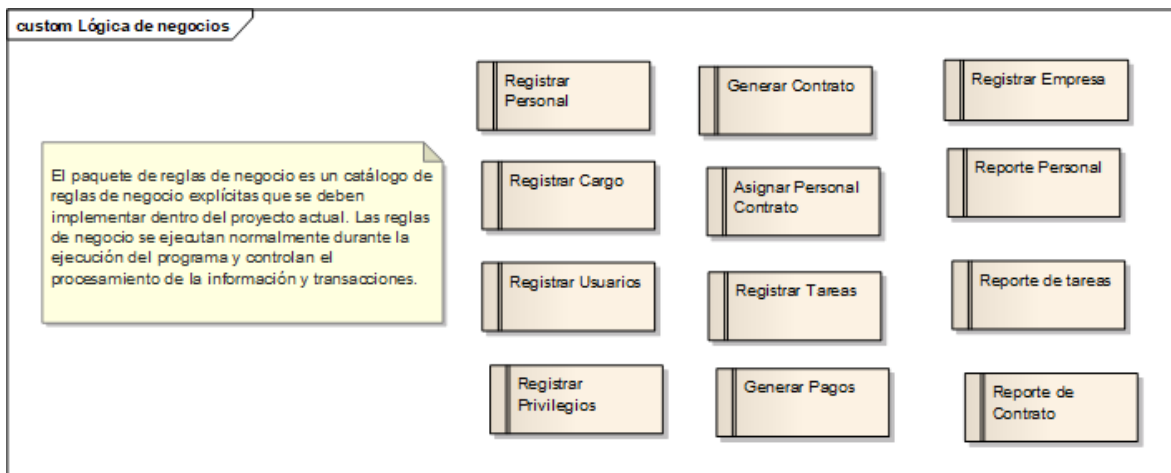 custom Lógica de negocios
El paquete de reglas de negocio es un catálogo de
reglas de negocio explícitas que se deben
implementar dentro del proyecto actual. Las reglas
de negocio se ejecutan normalmente durante la
ejecución del programa y controlan el
procesamiento de la información y transacciones.
Registrar
Personal
Generar Contrato
Registrar Empresa
Registrar Cargo
Asignar Personal
Contrato
Reporte Personal
Registrar Usuarios
Registrar Tareas
Reporte de tareas
Registrar
Privilegios
Generar Pagos
Reporte de
Contrato